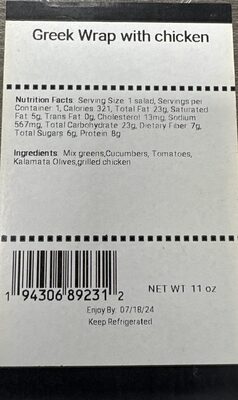 Greek Wrap with chicken
Nutrition Facts: Serving Size: 1 salad, Servings per
Container: 1, Calories: 321, Total Fat: 23g, Saturated
Fat: 5g, Trans Fat: 0g, Cholesterol: 13mg, Sodium:
567mg, Total Carbohydrate: 23g, Dietary Fiber: 7g,
Total Sugars: 6g, Protein: 8g
Ingredients: Mix greens,Cucumbers, Tomatoes,
Kalamata Olives,grilled chicken
1 94306 89231 2
NET WT 11 oz
Enjoy By: 07/18/24
Keep Refrigerated